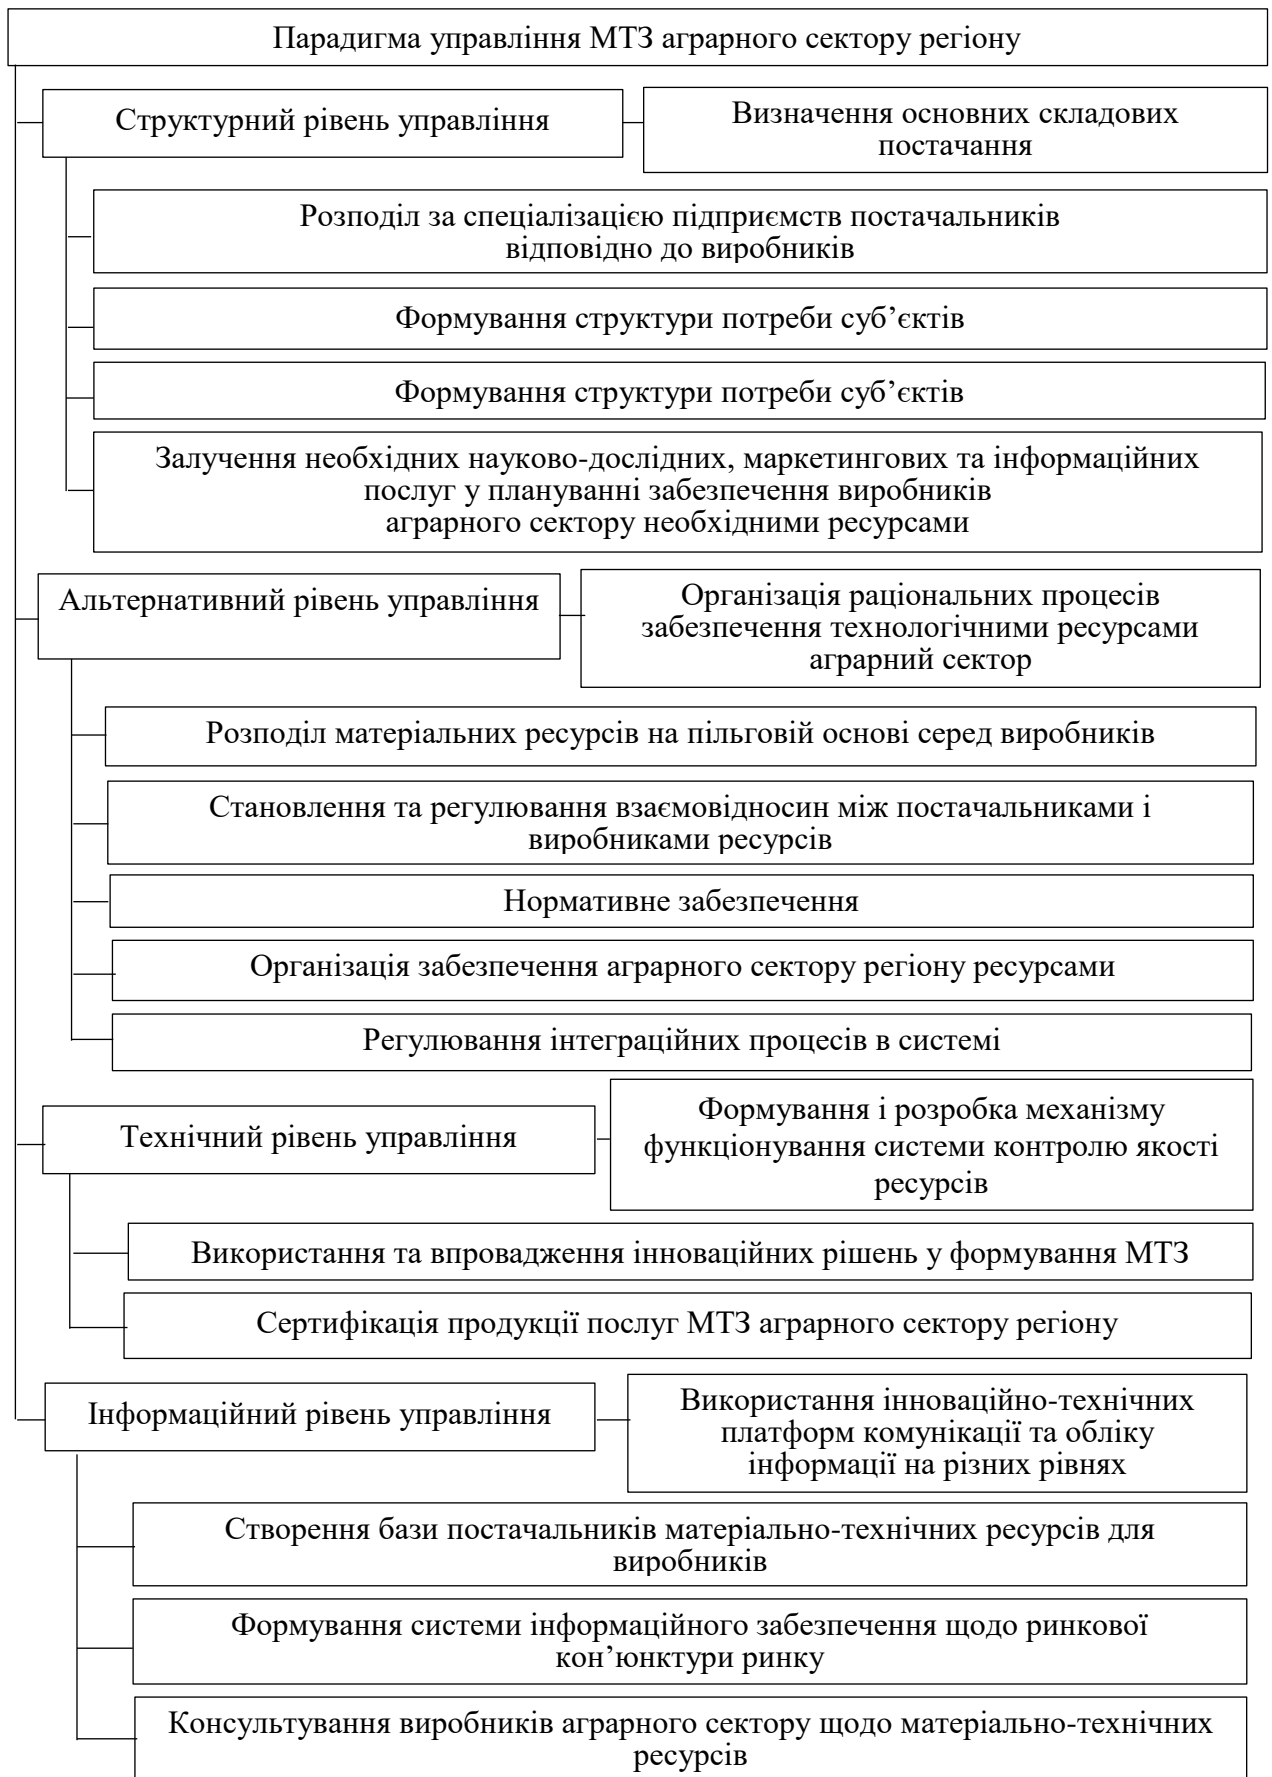 Парадигма управління МТЗ аграрного сектору регіону
Структурний рівень управління
Визначення основних складових
постачання
Розподіл за спеціалізацією підприємств постачальників
відповідно до виробників
Формування структури потреби суб’єктів
Формування структури потреби суб’єктів
Залучення необхідних науково-дослідних, маркетингових та інформаційних
послуг у плануванні забезпечення виробників
аграрного сектору необхідними ресурсами
Альтернативний рівень управління
Організація раціональних процесів
забезпечення технологічними ресурсами
аграрний сектор
Розподіл матеріальних ресурсів на пільговій основі серед виробників
Становлення та регулювання взаємовідносин між постачальниками і
виробниками ресурсів
Нормативне забезпечення
Організація забезпечення аграрного сектору регіону ресурсами
Регулювання інтеграційних процесів в системі
Технічний рівень управління
Формування і розробка механізму
функціонування системи контролю якості
ресурсів
Використання та впровадження інноваційних рішень у формування МТЗ
Сертифікація продукції послуг МТЗ аграрного сектору регіону
Інформаційний рівень управління
Використання інноваційно-технічних
платформ комунікації та обліку
інформації на різних рівнях
Створення бази постачальників матеріально-технічних ресурсів для
виробників
Формування системи інформаційного забезпечення щодо ринкової
кон’юнктури ринку
Консультування виробників аграрного сектору щодо матеріально-технічних
ресурсів